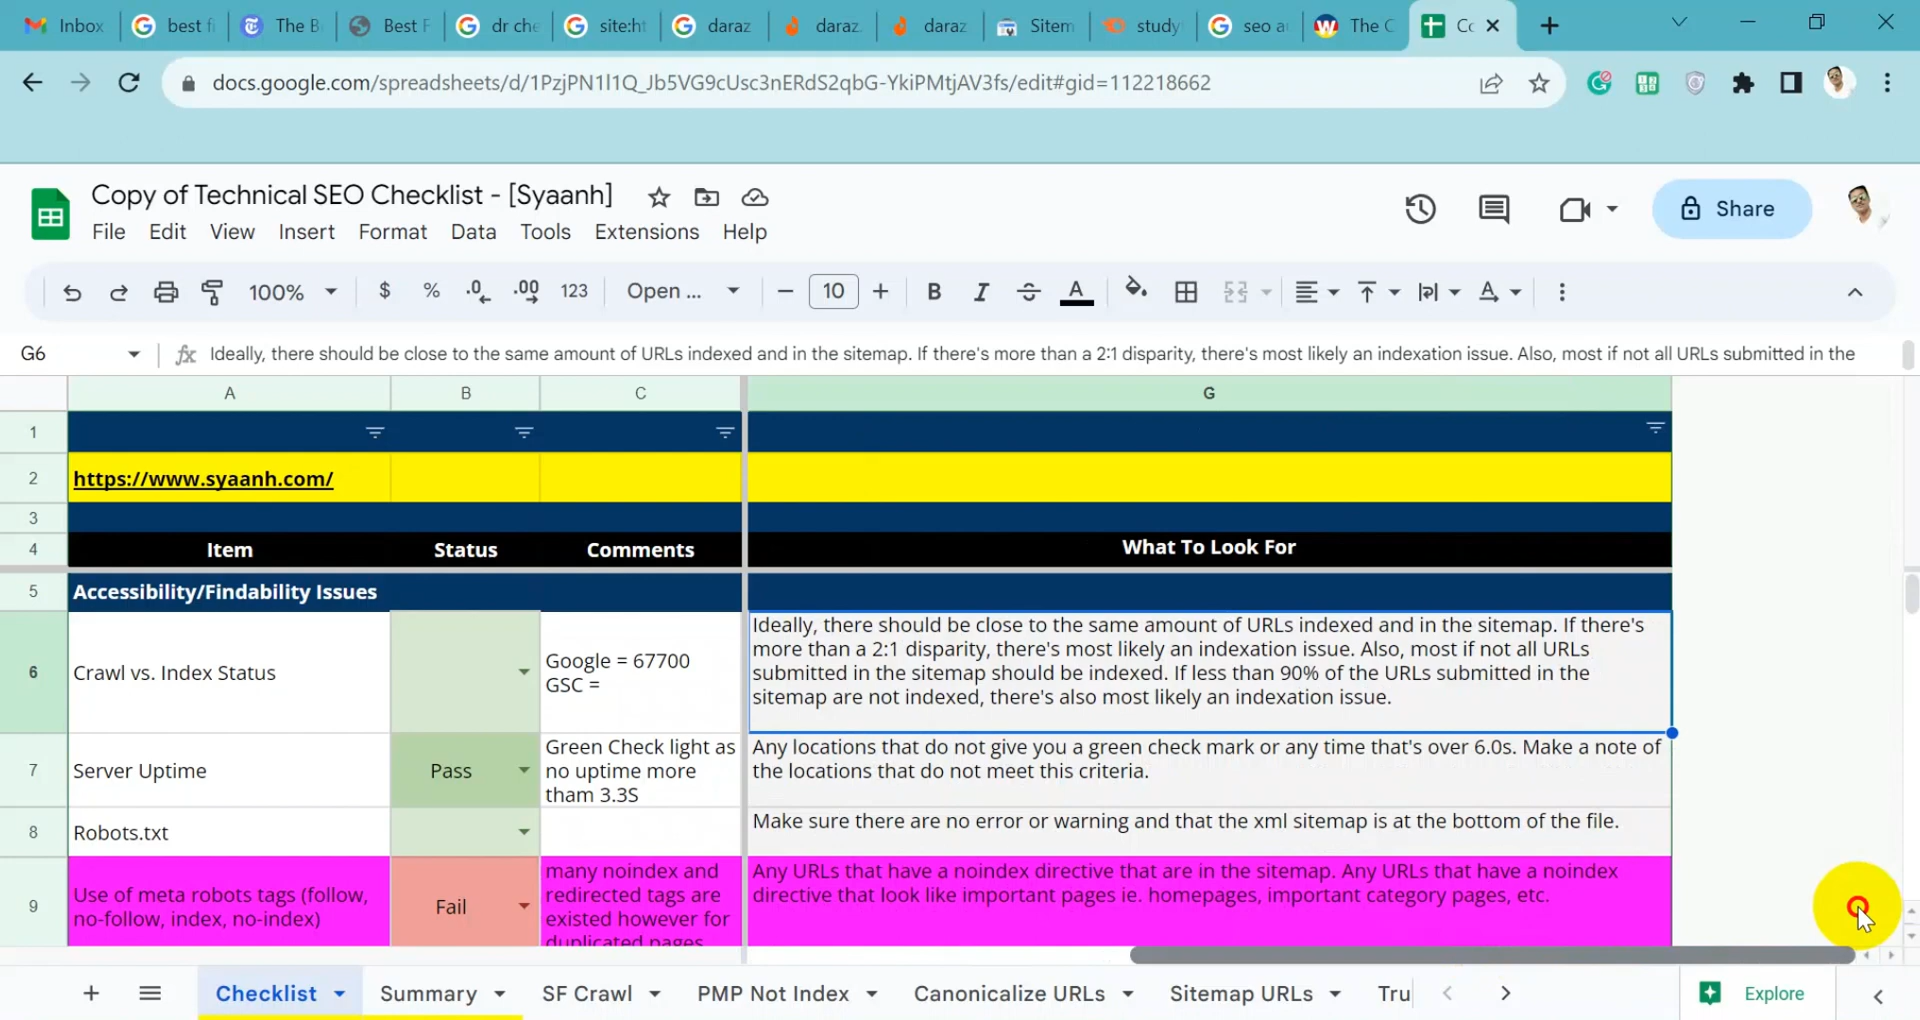 Inbox
best fi
The B
Best F
dr che
site:ht
daraz
daraz
daraz
Sitem
study
seo a
The C
Co
docs.google.com/spreadsheets/d/1PzjPN1l1Q_Jb5VG9cUsc3nERdS2qbG-YkiPMtjAV3fs/edit#gid=112218662
Copy of Technical SEO Checklist - [Syaanh]
File Edit View Insert Format Data Tools Extensions Help
Share
100% $ % .0 .00 123 Open ... 10 B I A A
G6
fx Ideally, there should be close to the same amount of URLs indexed and in the sitemap. If there's more than a 2:1 disparity, there's most likely an indexation issue. Also, most if not all URLs submitted in the
A B C G
1
2 https://www.syaanh.com/
3
4 Item Status Comments What To Look For
5 Accessibility/Findability Issues
6 Crawl vs. Index Status
Google = 67700
GSC =
Ideally, there should be close to the same amount of URLs indexed and in the sitemap. If there's
more than a 2:1 disparity, there's most likely an indexation issue. Also, most if not all URLs
submitted in the sitemap should be indexed. If less than 90% of the URLs submitted in the
sitemap are not indexed, there's also most likely an indexation issue.
7 Server Uptime Pass
Green Check light as
no uptime more
tham 3.3S
Any locations that do not give you a green check mark or any time that's over 6.0s. Make a note of
the locations that do not meet this criteria.
8 Robots.txt
Make sure there are no error or warning and that the xml sitemap is at the bottom of the file.
9 Use of meta robots tags (follow,
no-follow, index, no-index)
Fail
many noindex and
redirected tags are
existed however for
duplicated pages
Any URLs that have a noindex directive that are in the sitemap. Any URLs that have a noindex
directive that look like important pages ie. homepages, important category pages, etc.
Checklist Summary SF Crawl PMP Not Index Canonicalize URLs Sitemap URLs Tru
Explore